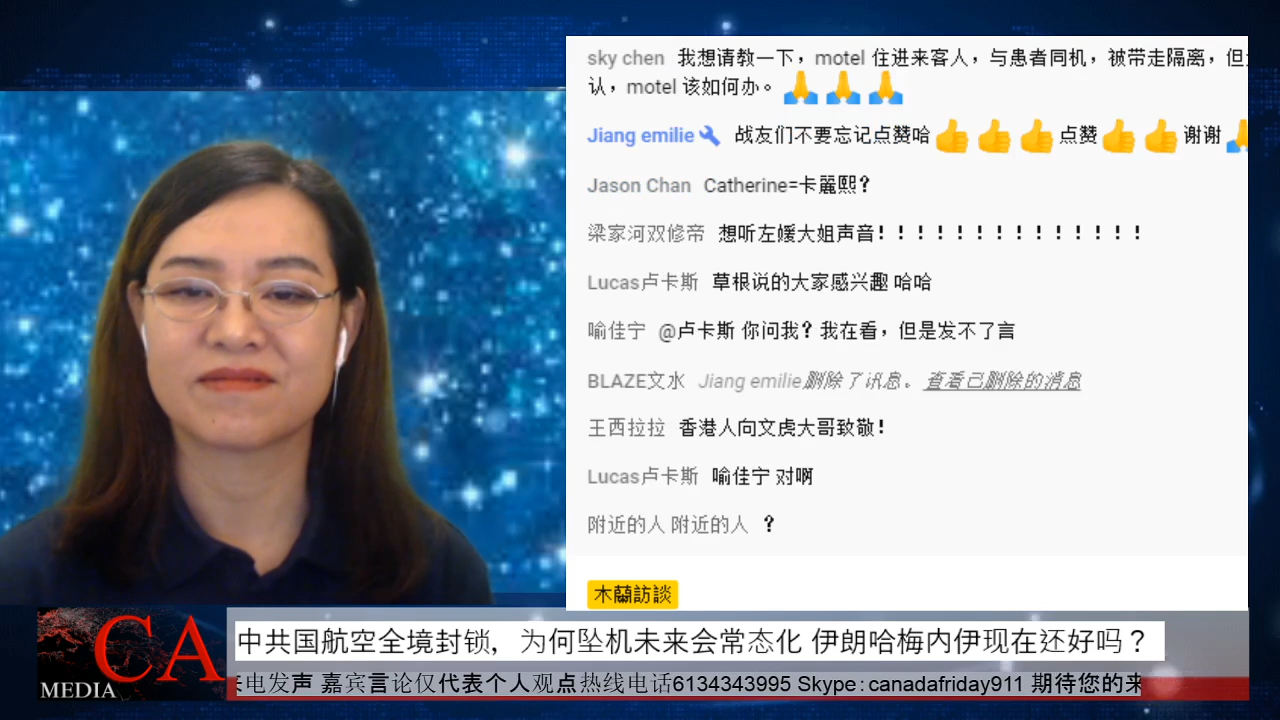 sky chen 我想请教一下，motel 住进来客人，与患者同机，被带走隔离，但
认，motel 该如何办。🙏🙏🙏
Jiang emilie 战友们不要忘记点赞哈👍👍👍点赞👍👍谢谢🙏
Jason Chan Catherine=卡麗熙？
梁家河双修帝 想听左媛大姐声音！！！！！！！！！！！！！！
Lucas卢卡斯 草根说的大家感兴趣 哈哈
喻佳宁 @卢卡斯 你问我？我在看，但是发不了言
BLAZE文水 Jiang emilie删除了讯息。查看已删除的消息
王西拉拉 香港人向文虎大哥致敬！
Lucas卢卡斯 喻佳宁 对啊
附近的人 附近的人 ？
木蘭訪談
CA
MEDIA
中共国航空全境封锁，为何坠机未来会常态化 伊朗哈梅内伊现在还好吗？
电发声 嘉宾言论仅代表个人观点热线电话6134343995 Skype：canadafriday911 期待您的来